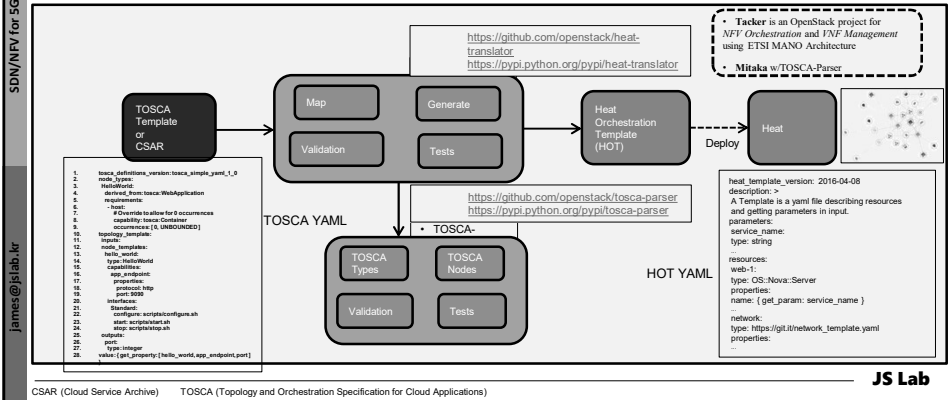 SDN/NFV for 5G
james@jslab.kr
https://github.com/openstack/heat-
translator
https://pypi.python.org/pypi/heat-translator
• Tacker is an OpenStack project for
NFV Orchestration and VNF Management
using ETSI MANO Architecture
• Mitaka w/TOSCA-Parser
TOSCA
Template
or
CSAR
Map
Generate
Validation
Tests
Heat
Orchestration
Template
(HOT)
Deploy
Heat
1. tosca_definitions_version: tosca_simple_yaml_1_0
2. node_types:
3. HelloWorld:
4. derived_from: tosca:WebApplication
5. requirements:
6. - host:
7. # Override to allow for 0 occurrences
8. capability: tosca:Container
9. occurrences: [ 0, UNBOUNDED ]
10. topology_template:
11. inputs:
12. node_templates:
13. hello_world:
14. type: HelloWorld
15. capabilities:
16. app_endpoint:
17. properties:
18. protocol: http
19. port: 9090
20. interfaces:
21. Standard:
22. configure: scripts/configure.sh
23. start: scripts/start.sh
24. stop: scripts/stop.sh
25. outputs:
26. port:
27. type: integer
28. value: { get_property: [ hello_world, app_endpoint, port ]
}
TOSCA YAML
https://github.com/openstack/tosca-parser
https://pypi.python.org/pypi/tosca-parser
• TOSCA-
TOSCA
Types
TOSCA
Nodes
Validation
Tests
HOT YAML
heat_template_version: 2016-04-08
description: >
A Template is a yaml file describing resources
and getting parameters in input.
parameters:
service_name:
type: string
...
resources:
web-1:
type: OS::Nova::Server
properties:
name: { get_param: service_name }
...
network:
type: https://git.it/network_template.yaml
properties:
...
JS Lab
CSAR (Cloud Service Archive) TOSCA (Topology and Orchestration Specification for Cloud Applications)